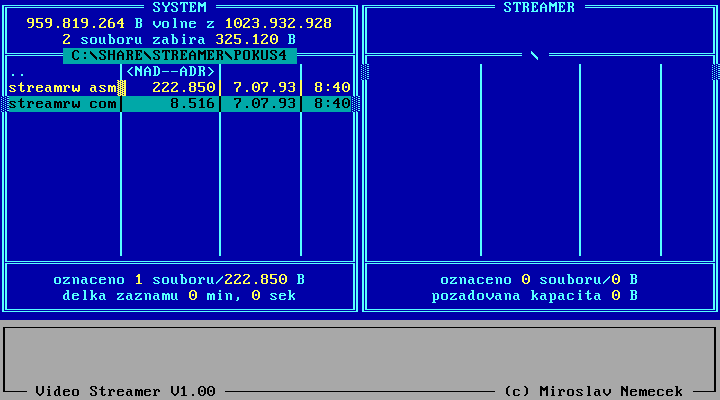 SYSTEM
959.819.264 B volne z 1023.932.928
2 souboru zabira 325.120 B
C:\SHARE\STREAMER\POKUS4
.. <NAD--ADR>
streamrw asm 222.850 7.07.93 8:40
streamrw com 8.516 7.07.93 8:40
oznaceno 1 souboru/222.850 B
delka zaznamu 0 min, 0 sek
STREAMER
\
oznaceno 0 souboru/0 B
pozadovana kapacita 0 B
Video Streamer V1.00
(c) Miroslav Nemecek